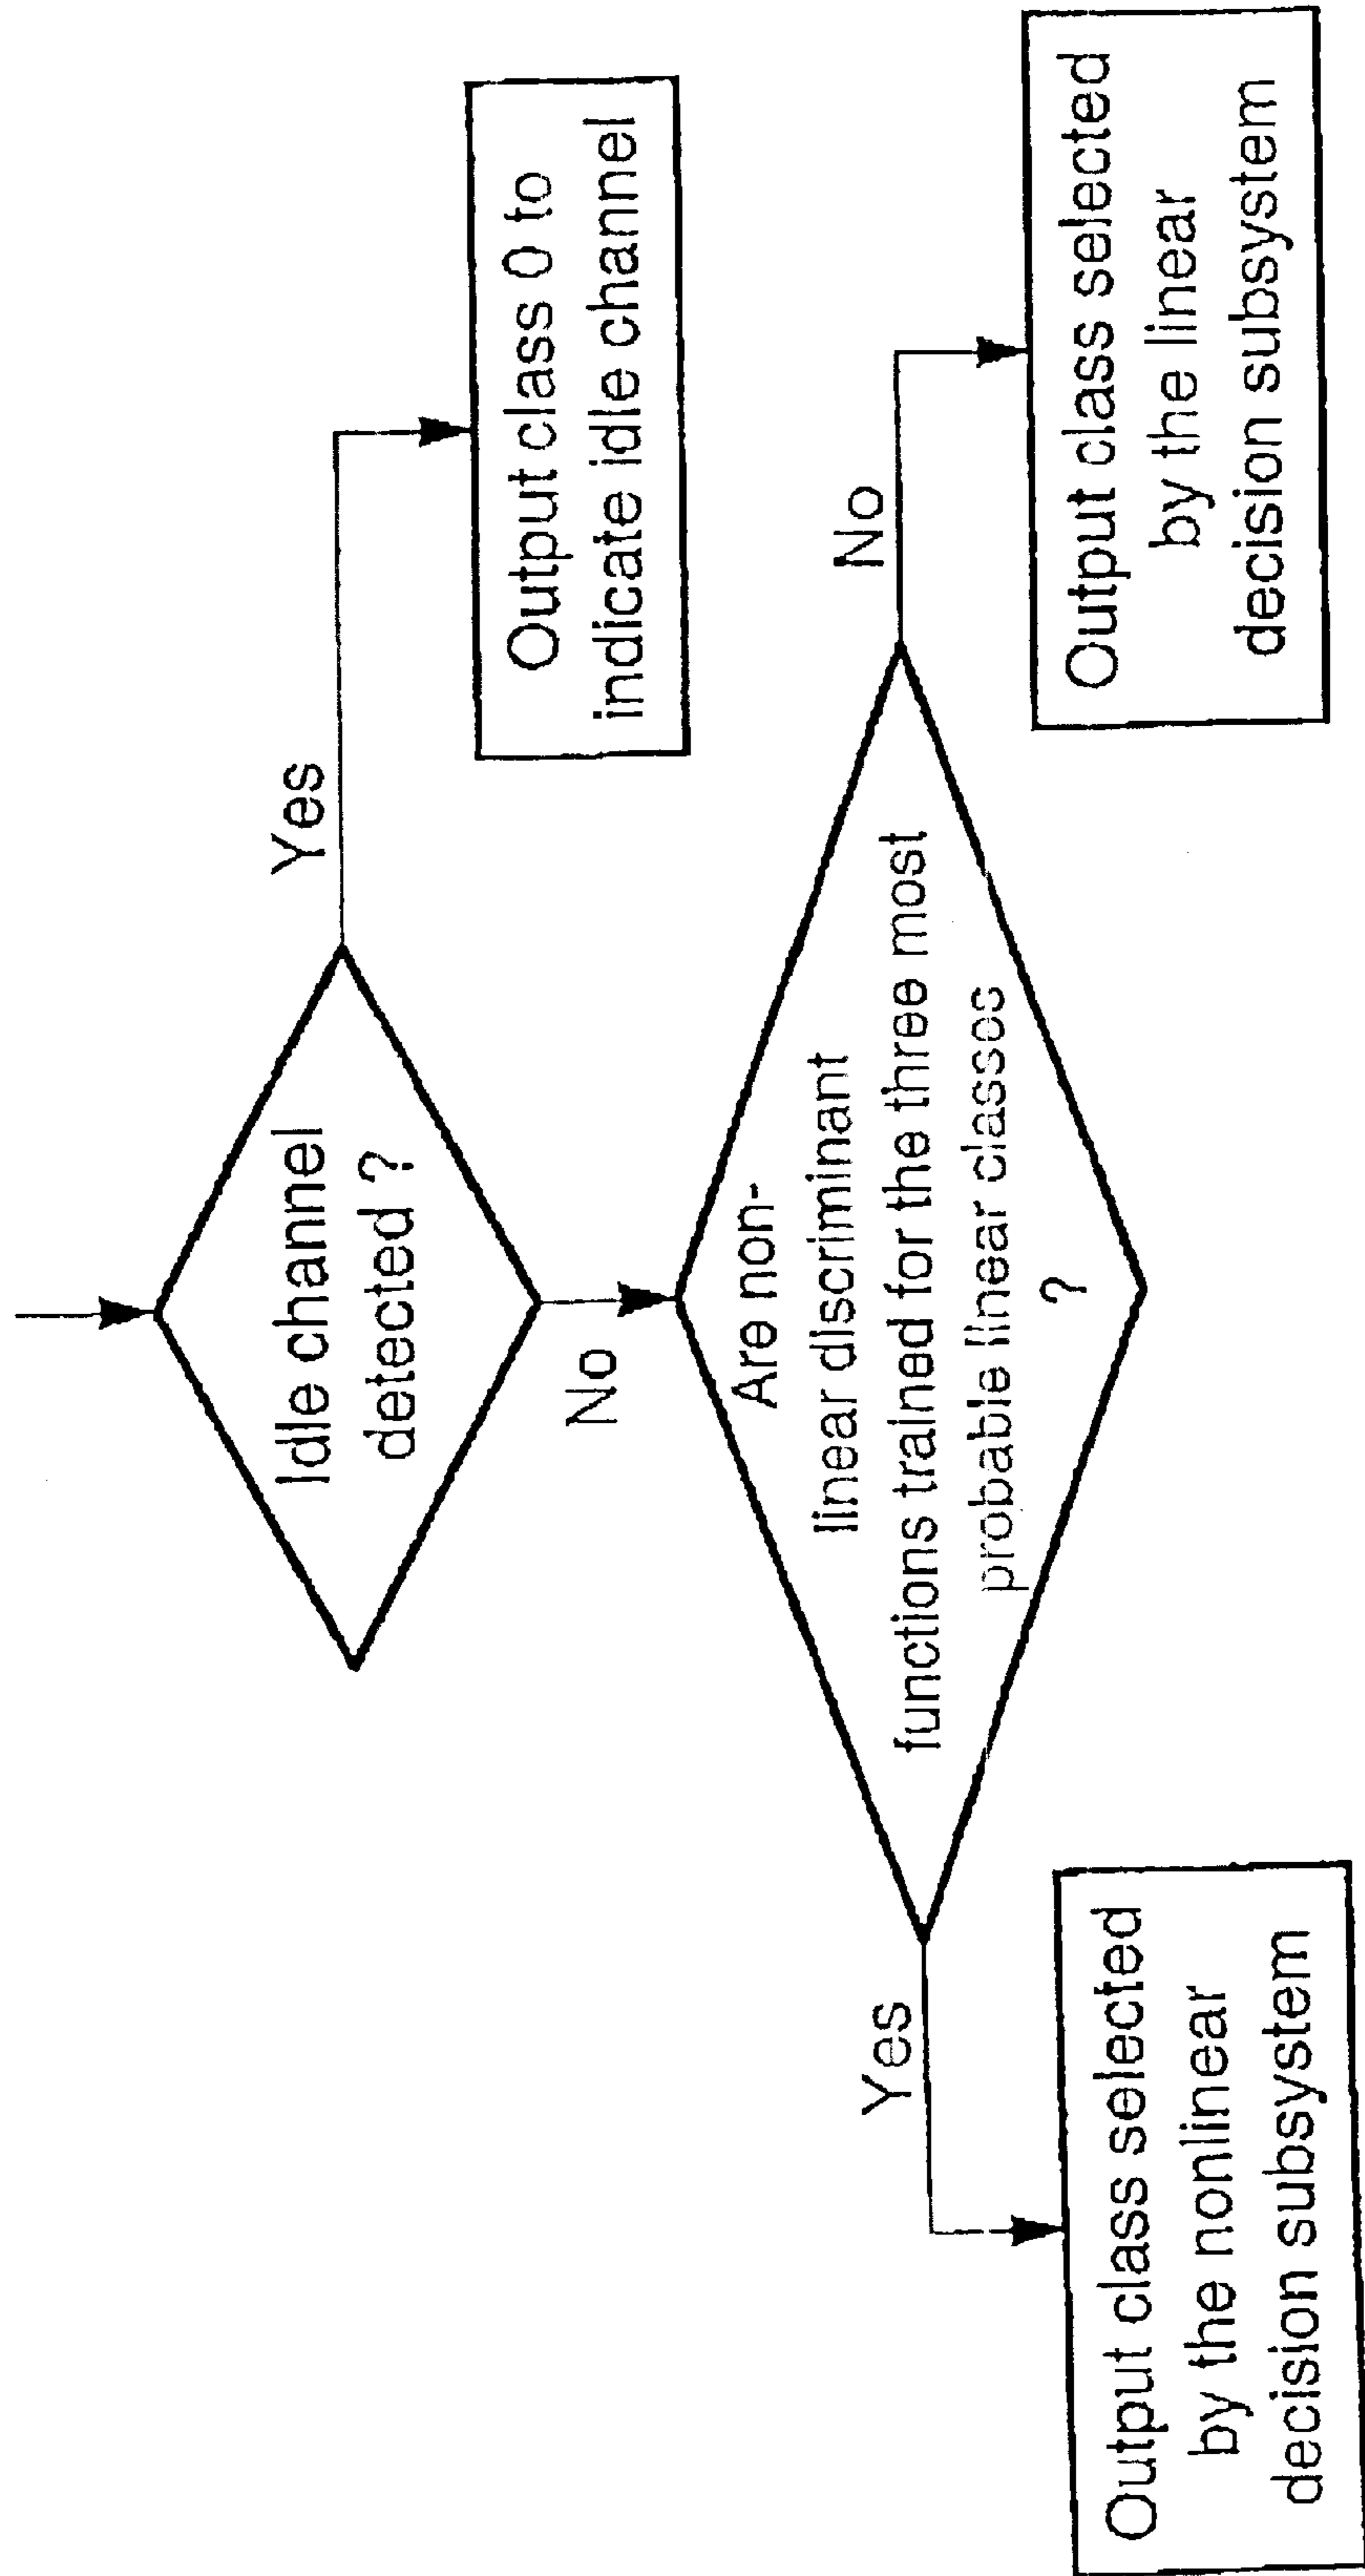 Idle channel
detected ?
Yes
Output class 0 to
indicate idle channel
No
Are non-
linear discriminant
functions trained for the three most
probable linear classes
?
Yes
No
Output class selected
by the nonlinear
decision subsystem
Output class selected
by the linear
decision subsystem